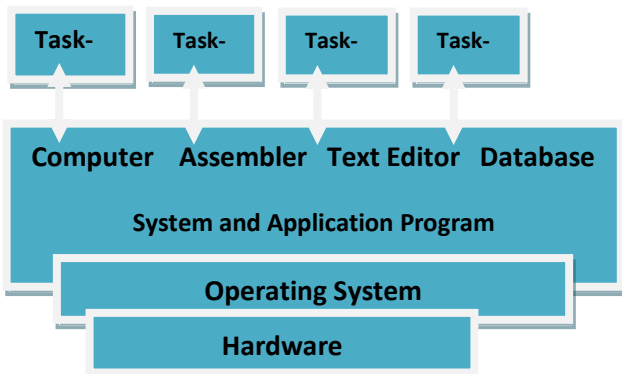 Task- Task- Task- Task-
Computer Assembler Text Editor Database
System and Application Program
Operating System
Hardware